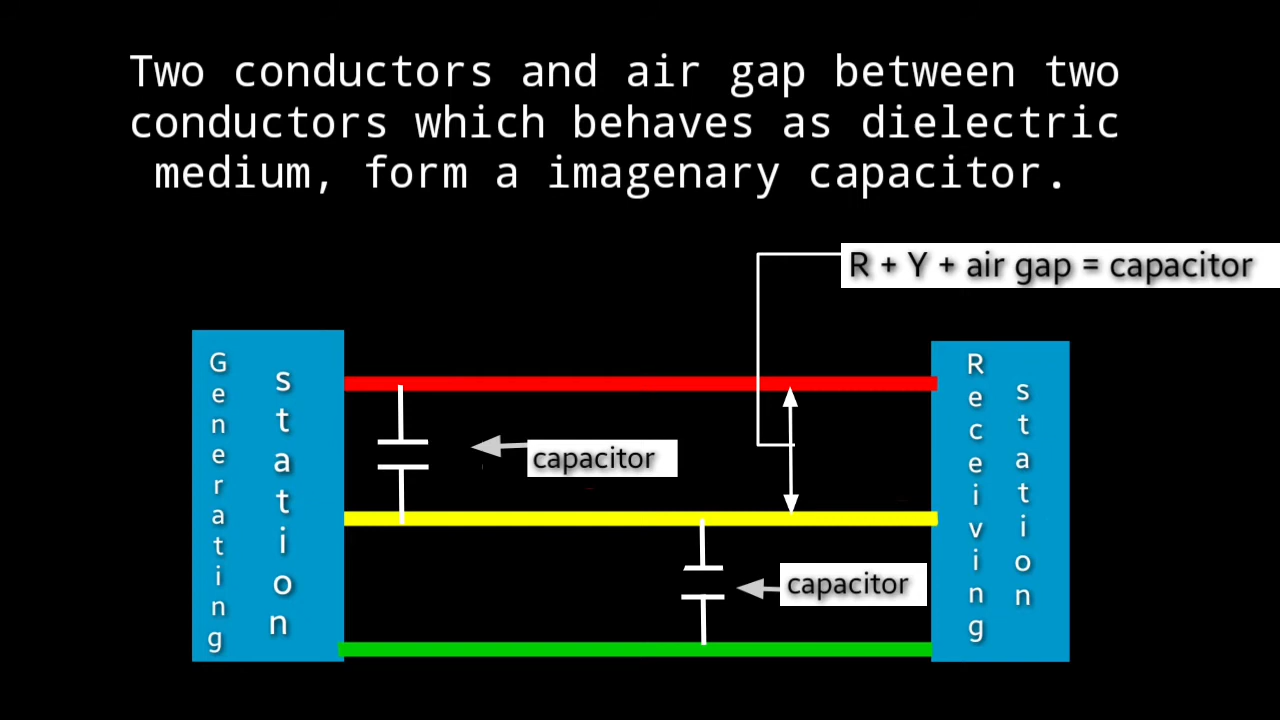 Two conductors and air gap between two
conductors which behaves as dielectric
medium, form a imagenary capacitor.
R + Y + air gap = capacitor
Generating
station
capacitor
capacitor
Receiving
station